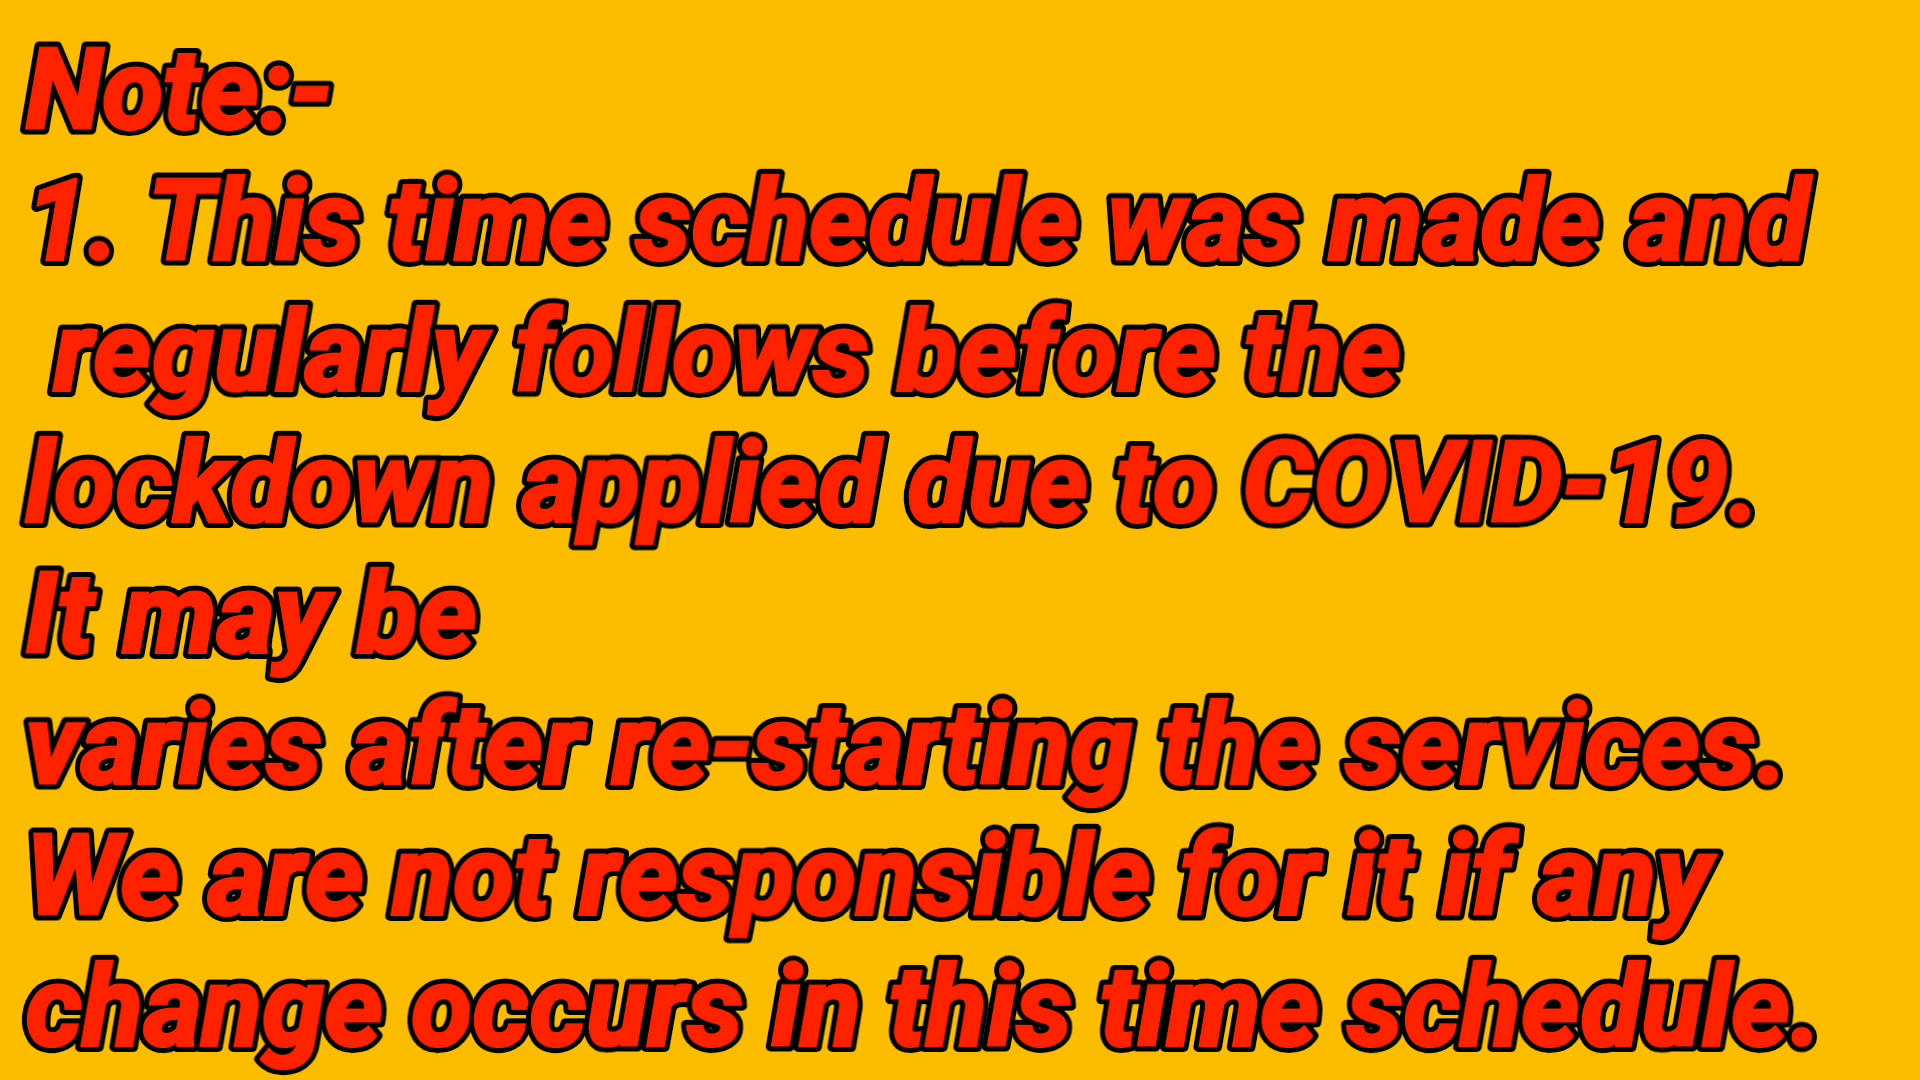 Note:-
1. This time schedule was made and
regularly follows before the
lockdown applied due to COVID-19.
It may be
varies after re-starting the services.
We are not responsible for it if any
change occurs in this time schedule.